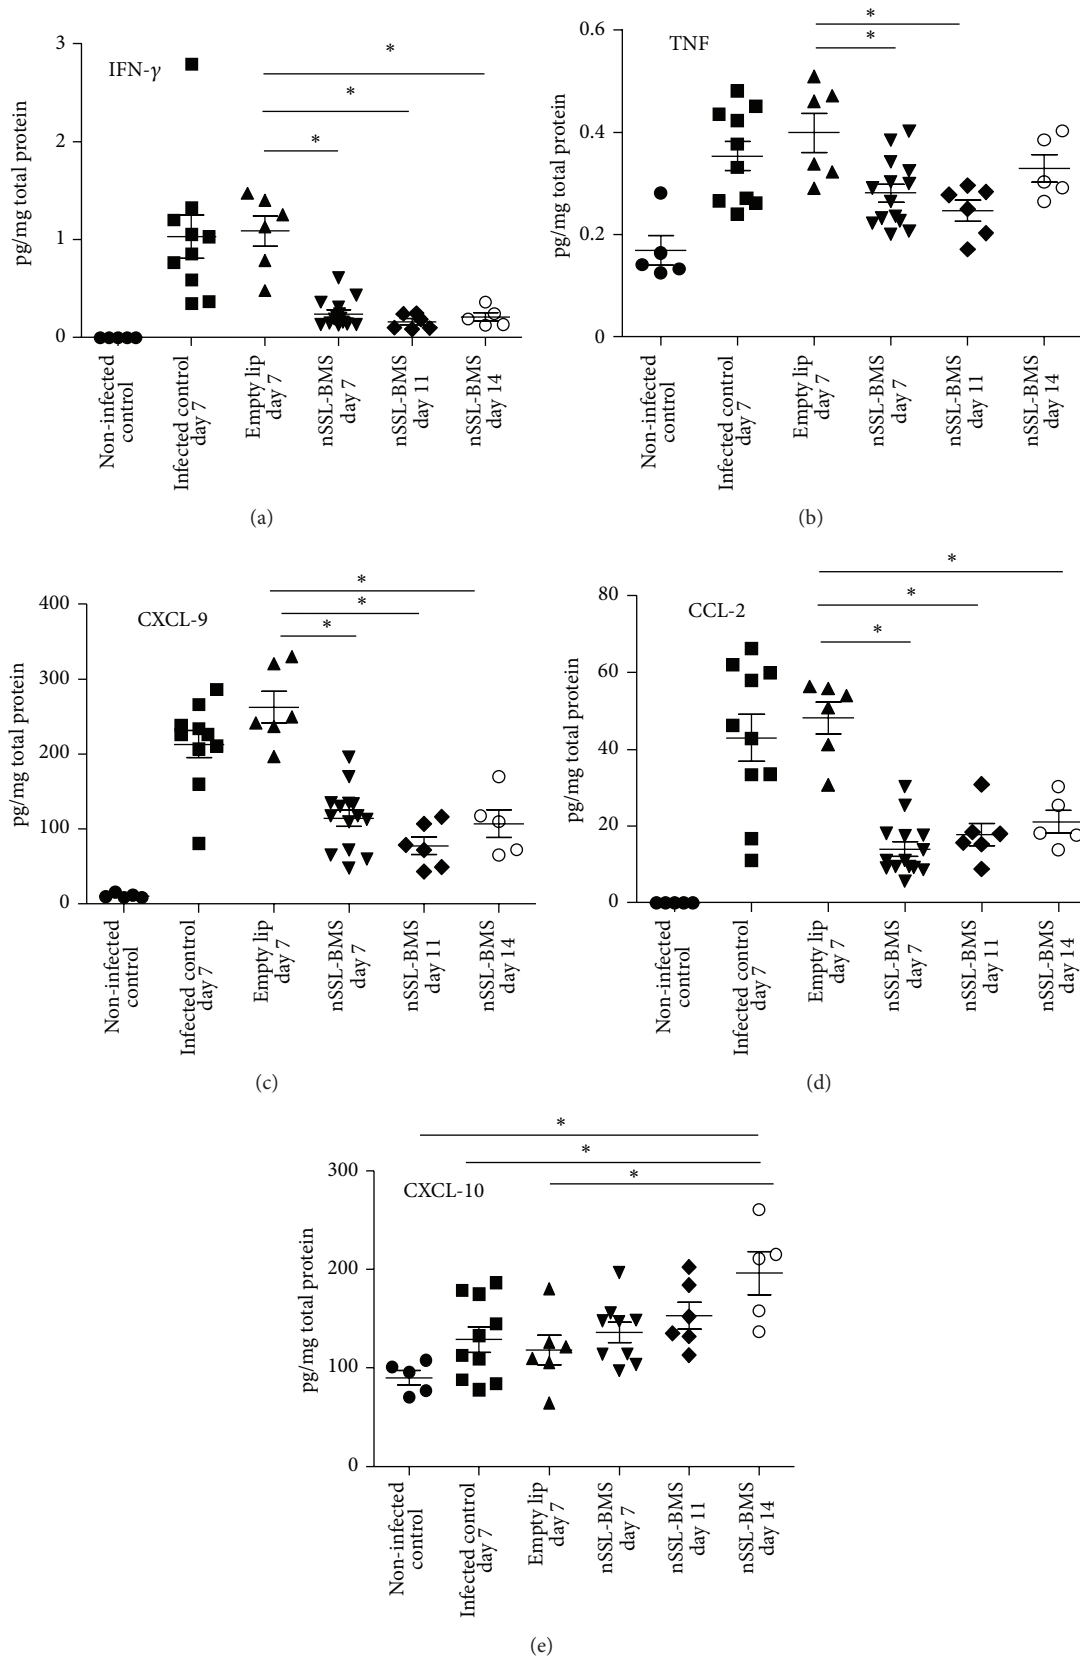 IFN-γ
pg/mg total protein
3
2
1
0
*
*
*
Non-infected
control
Infected control
day 7
Empty lip
day 7
nSSL-BMS
day 7
nSSL-BMS
day 11
nSSL-BMS
day 14
(a)
TNF
pg/mg total protein
0.6
0.4
0.2
0
*
*
Non-infected
control
Infected control
day 7
Empty lip
day 7
nSSL-BMS
day 7
nSSL-BMS
day 11
nSSL-BMS
day 14
(b)
CXCL-9
pg/mg total protein
400
300
200
100
0
*
*
*
Non-infected
control
Infected control
day 7
Empty lip
day 7
nSSL-BMS
day 7
nSSL-BMS
day 11
nSSL-BMS
day 14
(c)
CCL-2
pg/mg total protein
80
60
40
20
0
*
*
*
Non-infected
control
Infected control
day 7
Empty lip
day 7
nSSL-BMS
day 7
nSSL-BMS
day 11
nSSL-BMS
day 14
(d)
CXCL-10
pg/mg total protein
300
200
100
0
*
*
*
Non-infected
control
Infected control
day 7
Empty lip
day 7
nSSL-BMS
day 7
nSSL-BMS
day 11
nSSL-BMS
day 14
(e)